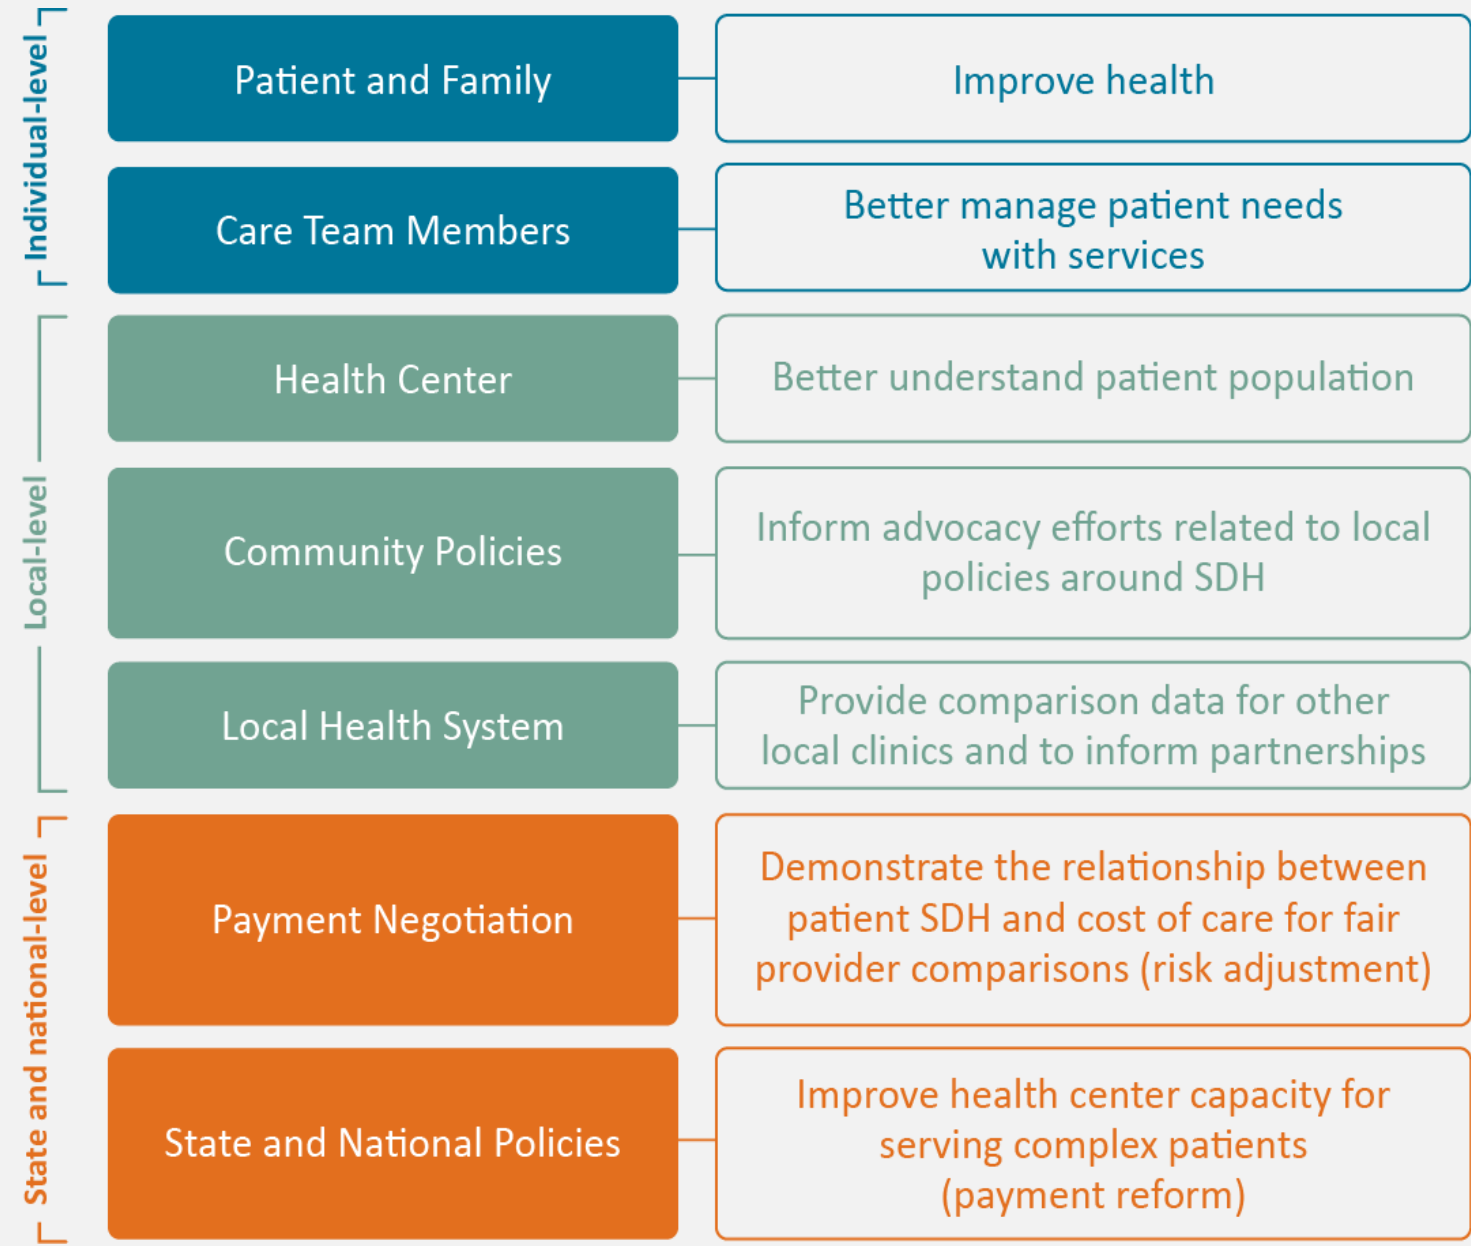 Individual-level
Patient and Family
Improve health
Care Team Members
Better manage patient needs
with services
Local-level
Health Center
Better understand patient population
Community Policies
Inform advocacy efforts related to local
policies around SDH
Local Health System
Provide comparison data for other
local clinics and to inform partnerships
State and national-level
Payment Negotiation
Demonstrate the relationship between
patient SDH and cost of care for fair
provider comparisons (risk adjustment)
State and National Policies
Improve health center capacity for
serving complex patients
(payment reform)